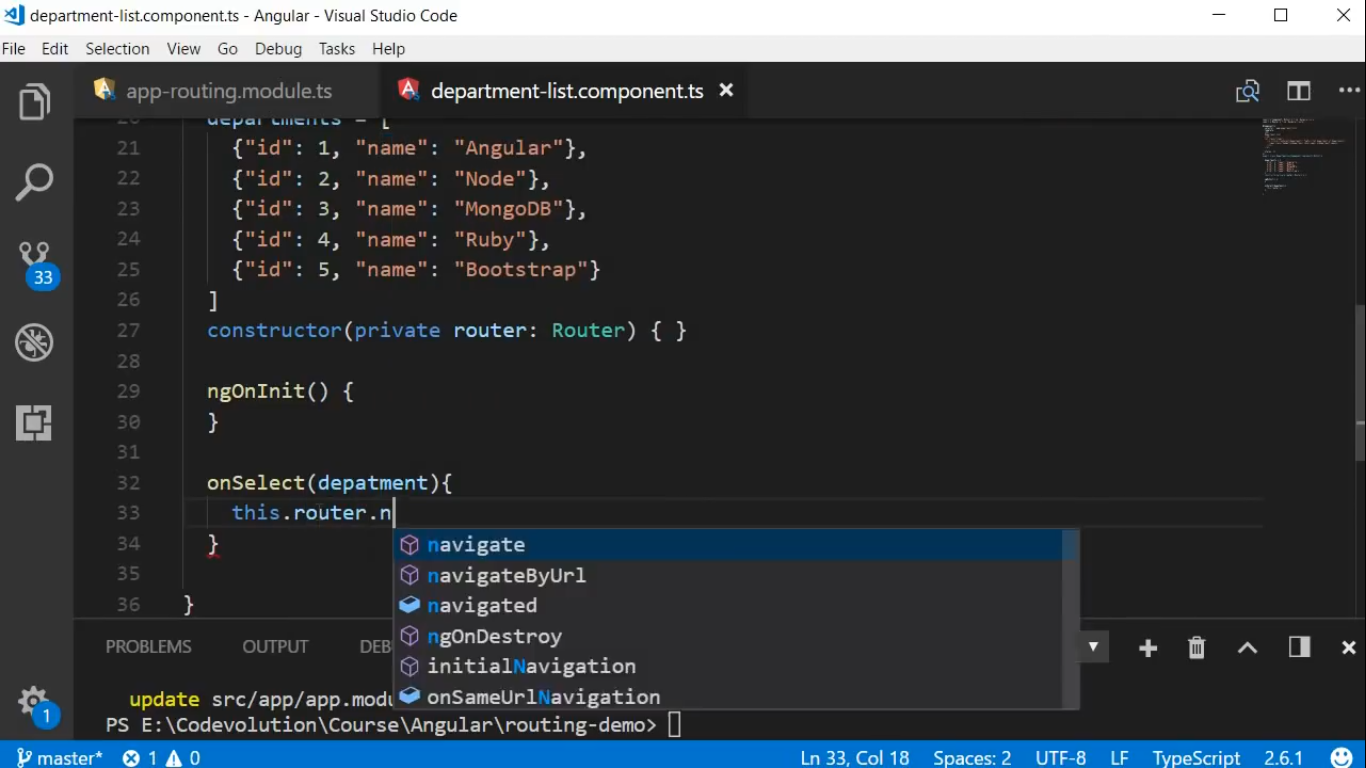 department-list.component.ts - Angular - Visual Studio Code
File Edit Selection View Go Debug Tasks Help
app-routing.module.ts department-list.component.ts
20 departments = [
21 {"id": 1, "name": "Angular"},
22 {"id": 2, "name": "Node"},
23 {"id": 3, "name": "MongoDB"},
24 {"id": 4, "name": "Ruby"},
25 {"id": 5, "name": "Bootstrap"}
26 ]
27 constructor(private router: Router) { }
28
29 ngOnInit() {
30 }
31
32 onSelect(depatment){
33 this.router.n
navigate
34 }
navigateByUrl
35
navigated
36 }
ngOnDestroy
initialNavigation
onSameUrlNavigation
33
PROBLEMS OUTPUT DEB
update src/app/app.modu
PS E:\Codevolution\Course\Angular\routing-demo>
1
master* 1 0 Ln 33, Col 18 Spaces: 2 UTF-8 LF TypeScript 2.6.1